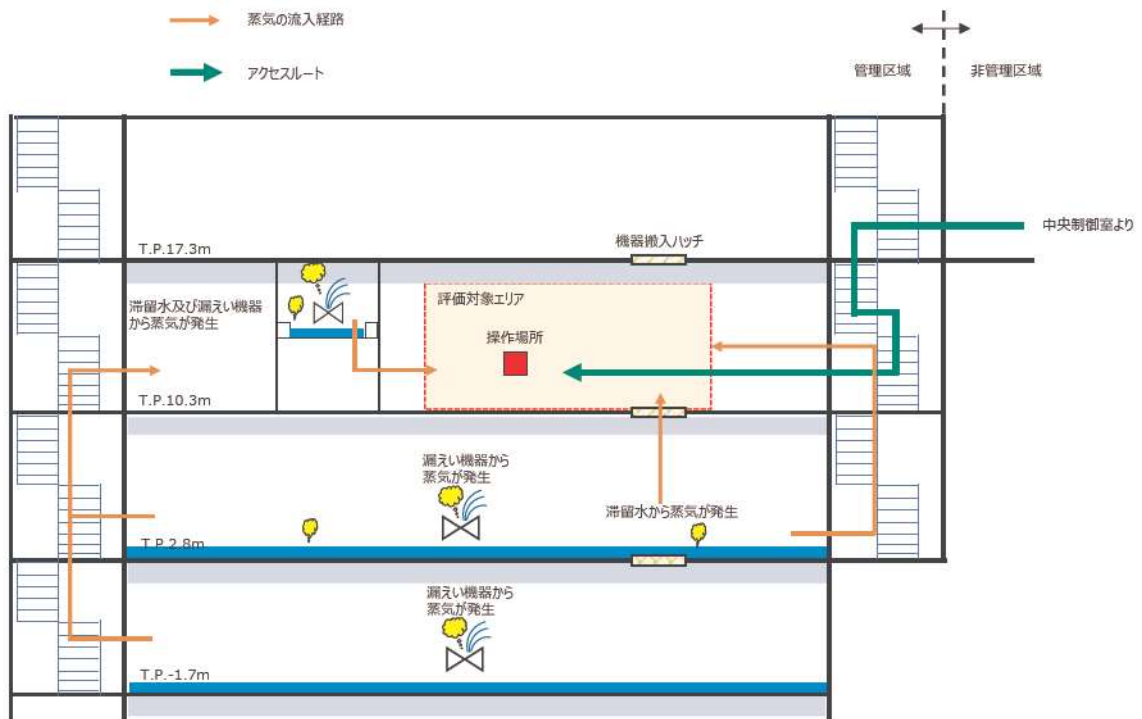 蒸気の流入経路
アクセスルート
管理区域
非管理区域
中央制御室より
T.P.17.3m
機器搬入ハッチ
滞留水及び漏えい機器
から蒸気が発生
評価対象エリア
操作場所
T.P.10.3m
漏えい機器から
蒸気が発生
滞留水から蒸気が発生
T.P.2.8m
漏えい機器から
蒸気が発生
T.P.-1.7m